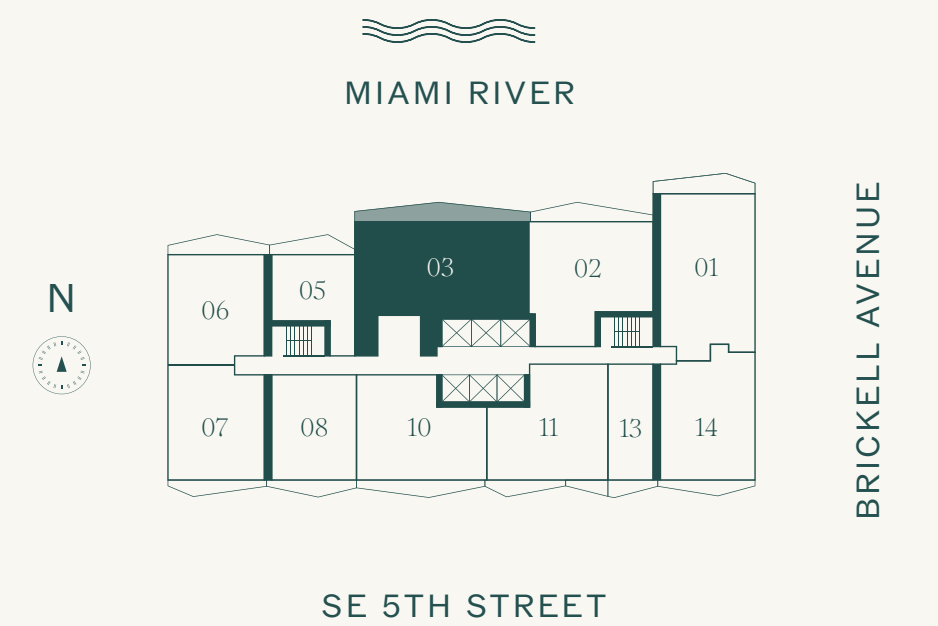 MIAMI RIVER
03
02
01
05
06
N
BRICKELL AVENUE
07
08
10
11
13
14
SE 5TH STREET